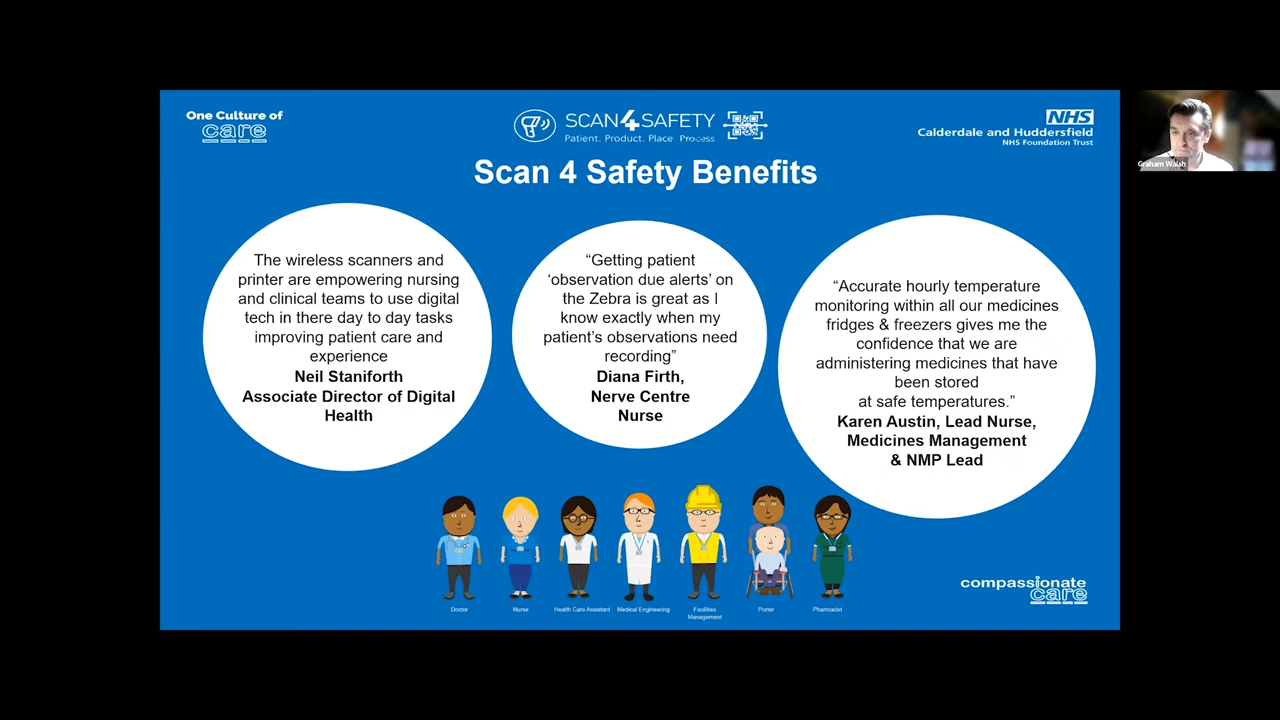 One Culture of
care
SCAN4SAFETY
Patient. Product. Place Process
NHS
Calderdale and Huddersfield
NHS Foundation Trust
Graham Walsh
Scan 4 Safety Benefits
The wireless scanners and
printer are empowering nursing
and clinical teams to use digital
tech in there day to day tasks
improving patient care and
experience
Neil Staniforth
Associate Director of Digital
Health
“Getting patient
‘observation due alerts’ on
the Zebra is great as I
know exactly when my
patient’s observations need
recording”
Diana Firth,
Nerve Centre
Nurse
“Accurate hourly temperature
monitoring within all our medicines
fridges & freezers gives me the
confidence that we are
administering medicines that have
been stored
at safe temperatures.”
Karen Austin, Lead Nurse,
Medicines Management
& NMP Lead
Doctor
Nurse
Health Care Assistant
Medical Engineering
Facilities
Management
Porter
Pharmacist
compassionate
care